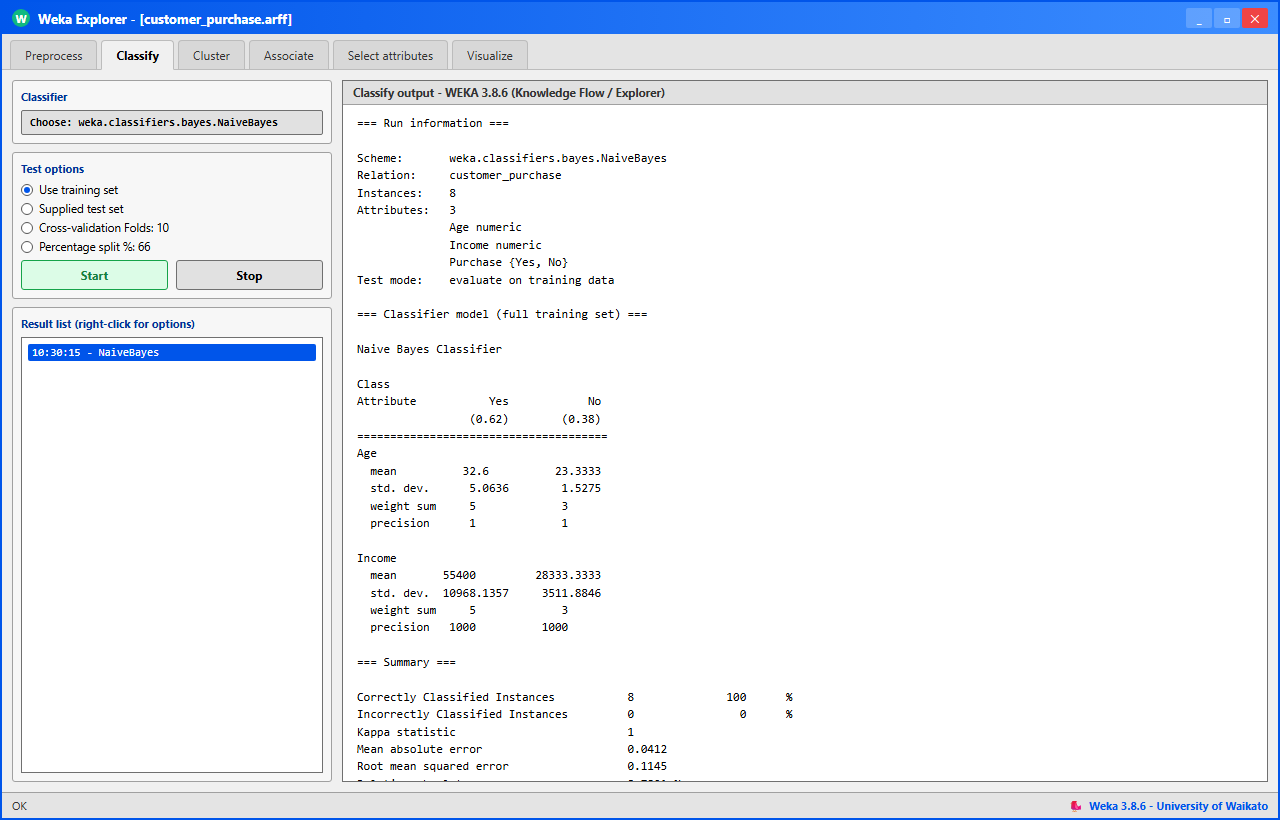 W Weka Explorer - [customer_purchase.arff]
Preprocess Classify Cluster Associate Select attributes Visualize
Classifier
Choose: weka.classifiers.bayes.NaiveBayes
Test options
Use training set
Supplied test set
Cross-validation Folds: 10
Percentage split %: 66
Start Stop
Result list (right-click for options)
10:30:15 - NaiveBayes
Classify output - WEKA 3.8.6 (Knowledge Flow / Explorer)
=== Run information ===
Scheme: weka.classifiers.bayes.NaiveBayes
Relation: customer_purchase
Instances: 8
Attributes: 3
Age numeric
Income numeric
Purchase {Yes, No}
Test mode: evaluate on training data
=== Classifier model (full training set) ===
Naive Bayes Classifier
Class
Attribute Yes No
(0.62) (0.38)
======================================
Age
mean 32.6 23.3333
std. dev. 5.0636 1.5275
weight sum 5 3
precision 1 1
Income
mean 55400 28333.3333
std. dev. 10968.1357 3511.8846
weight sum 5 3
precision 1000 1000
=== Summary ===
Correctly Classified Instances 8 100 %
Incorrectly Classified Instances 0 0 %
Kappa statistic 1
Mean absolute error 0.0412
Root mean squared error 0.1145
OK
Weka 3.8.6 - University of Waikato